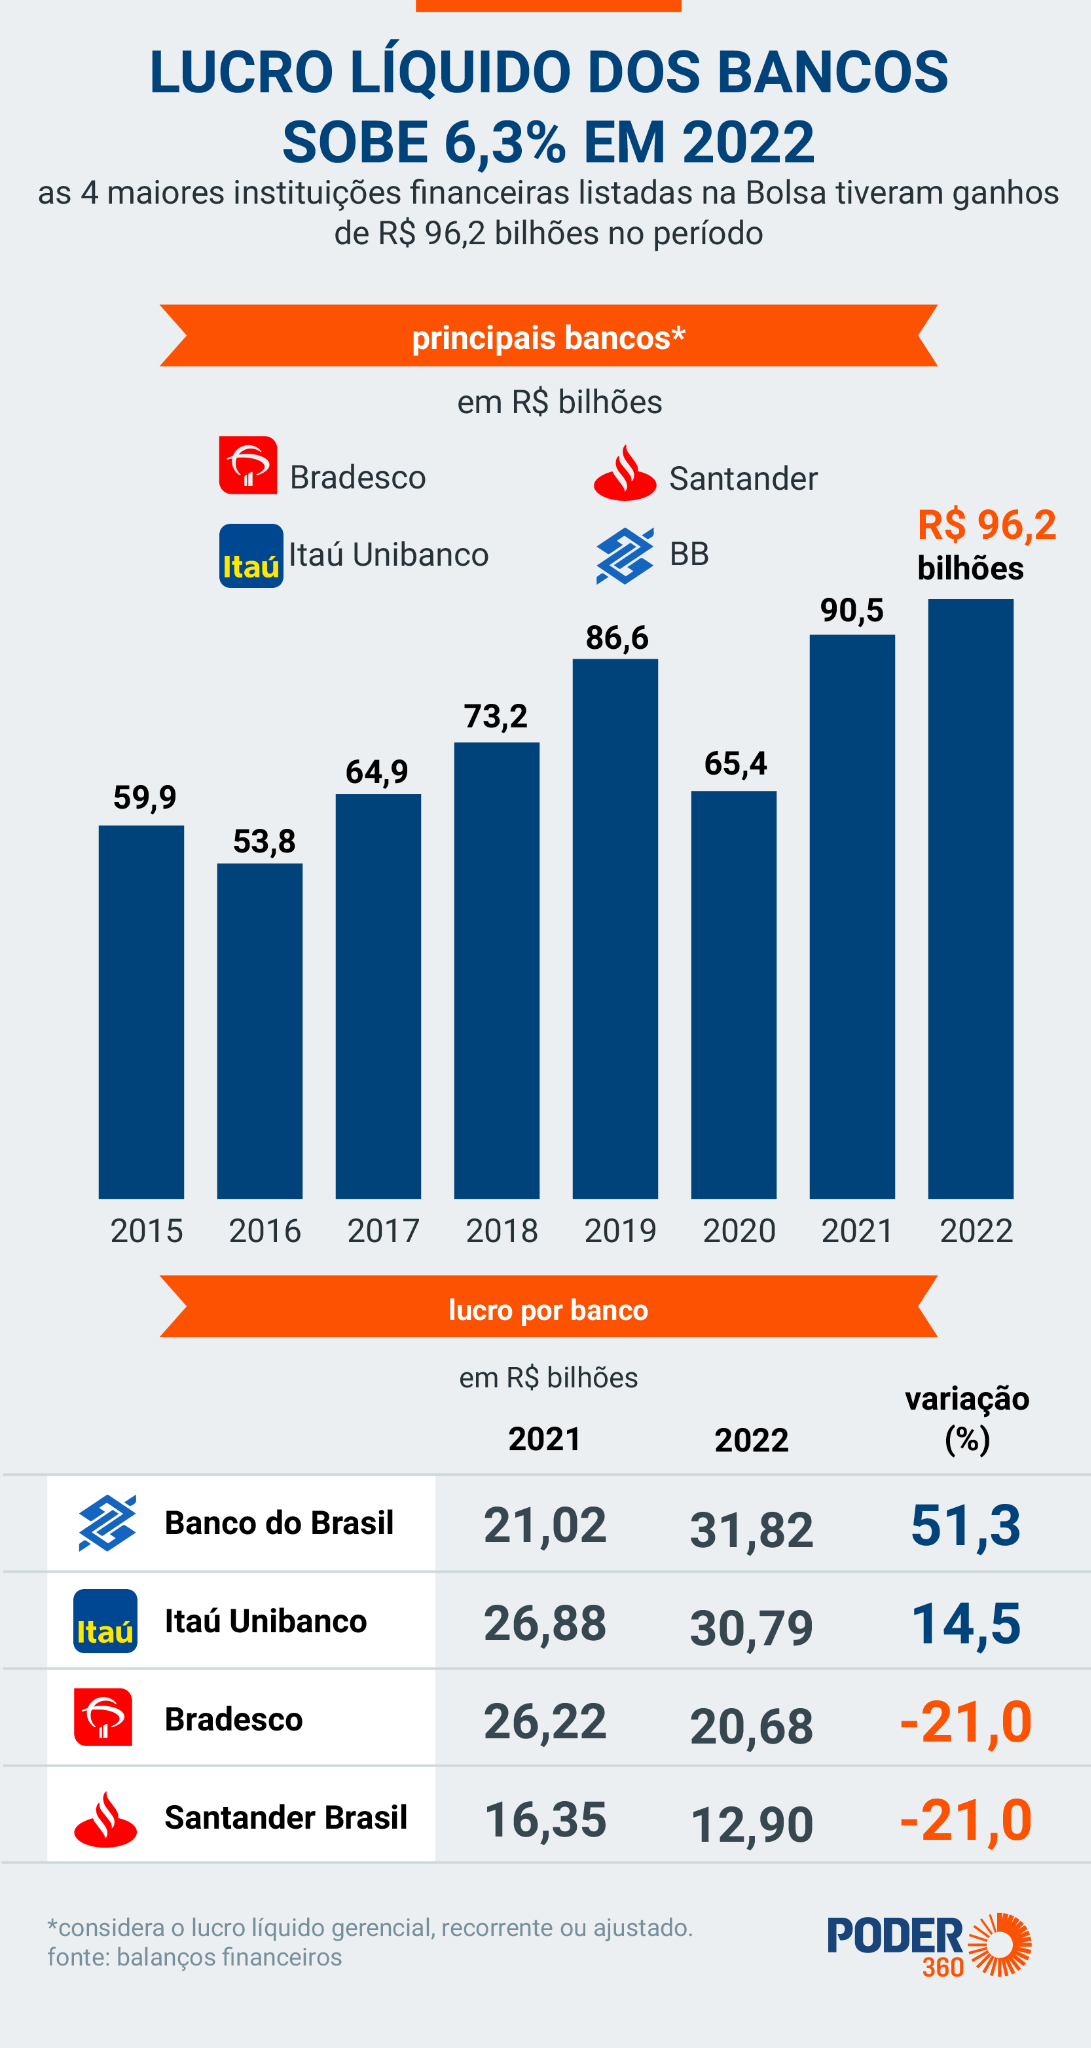 LUCRO LÍQUIDO DOS BANCOS
SOBE 6,3% EM 2022
as 4 maiores instituições financeiras listadas na Bolsa tiveram ganhos
de R$ 96,2 bilhões no período
principais bancos*
em R$ bilhões
Bradesco
Santander
Itaú
Itaú Unibanco
BB
R$ 96,2
bilhões
90,5
86,6
73,2
65,4
64,9
59,9
53,8
2015 2016 2017 2018 2019 2020 2021 2022
lucro por banco
em R$ bilhões
2021 2022 variação
(%)
Banco do Brasil 21,02 31,82 51,3
Itaú Itaú Unibanco 26,88 30,79 14,5
Bradesco 26,22 20,68 -21,0
Santander Brasil 16,35 12,90 -21,0
*considera o lucro líquido gerencial, recorrente ou ajustado.
fonte: balanços financeiros
PODER
360